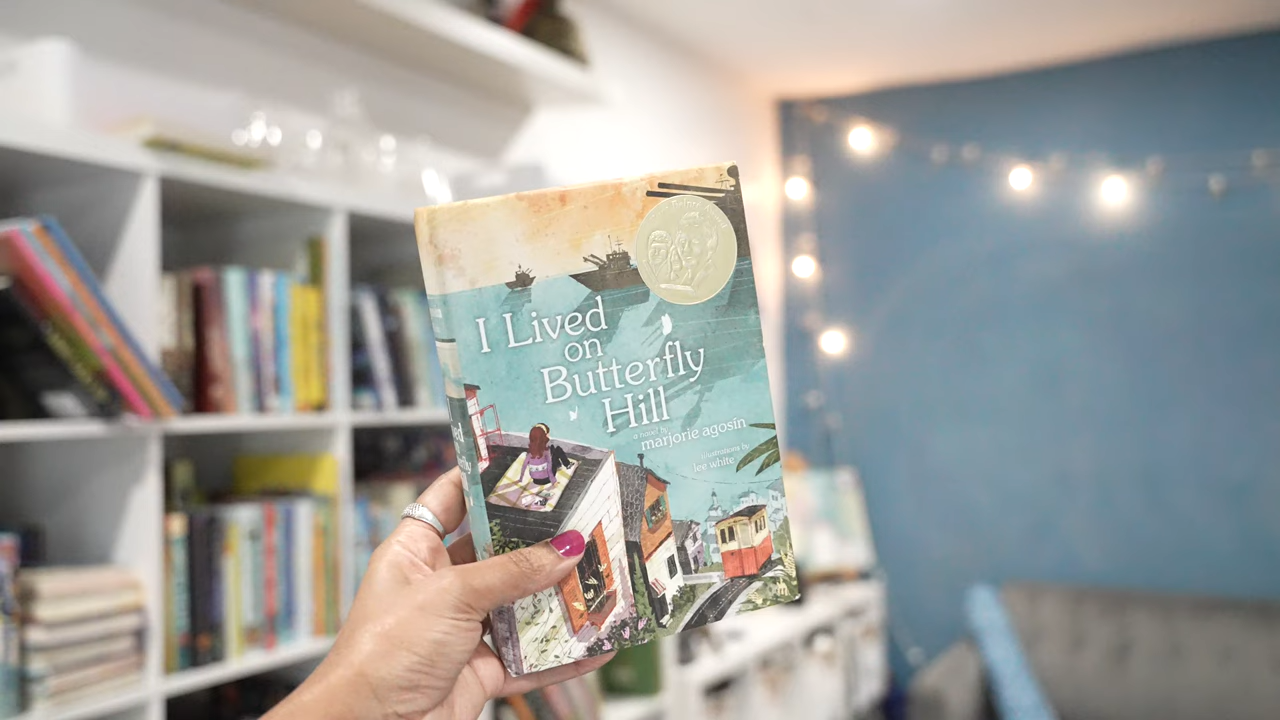 I Lived
on
Butterfly
Hill
a novel by
marjorie agosín
illustrations by
lee white